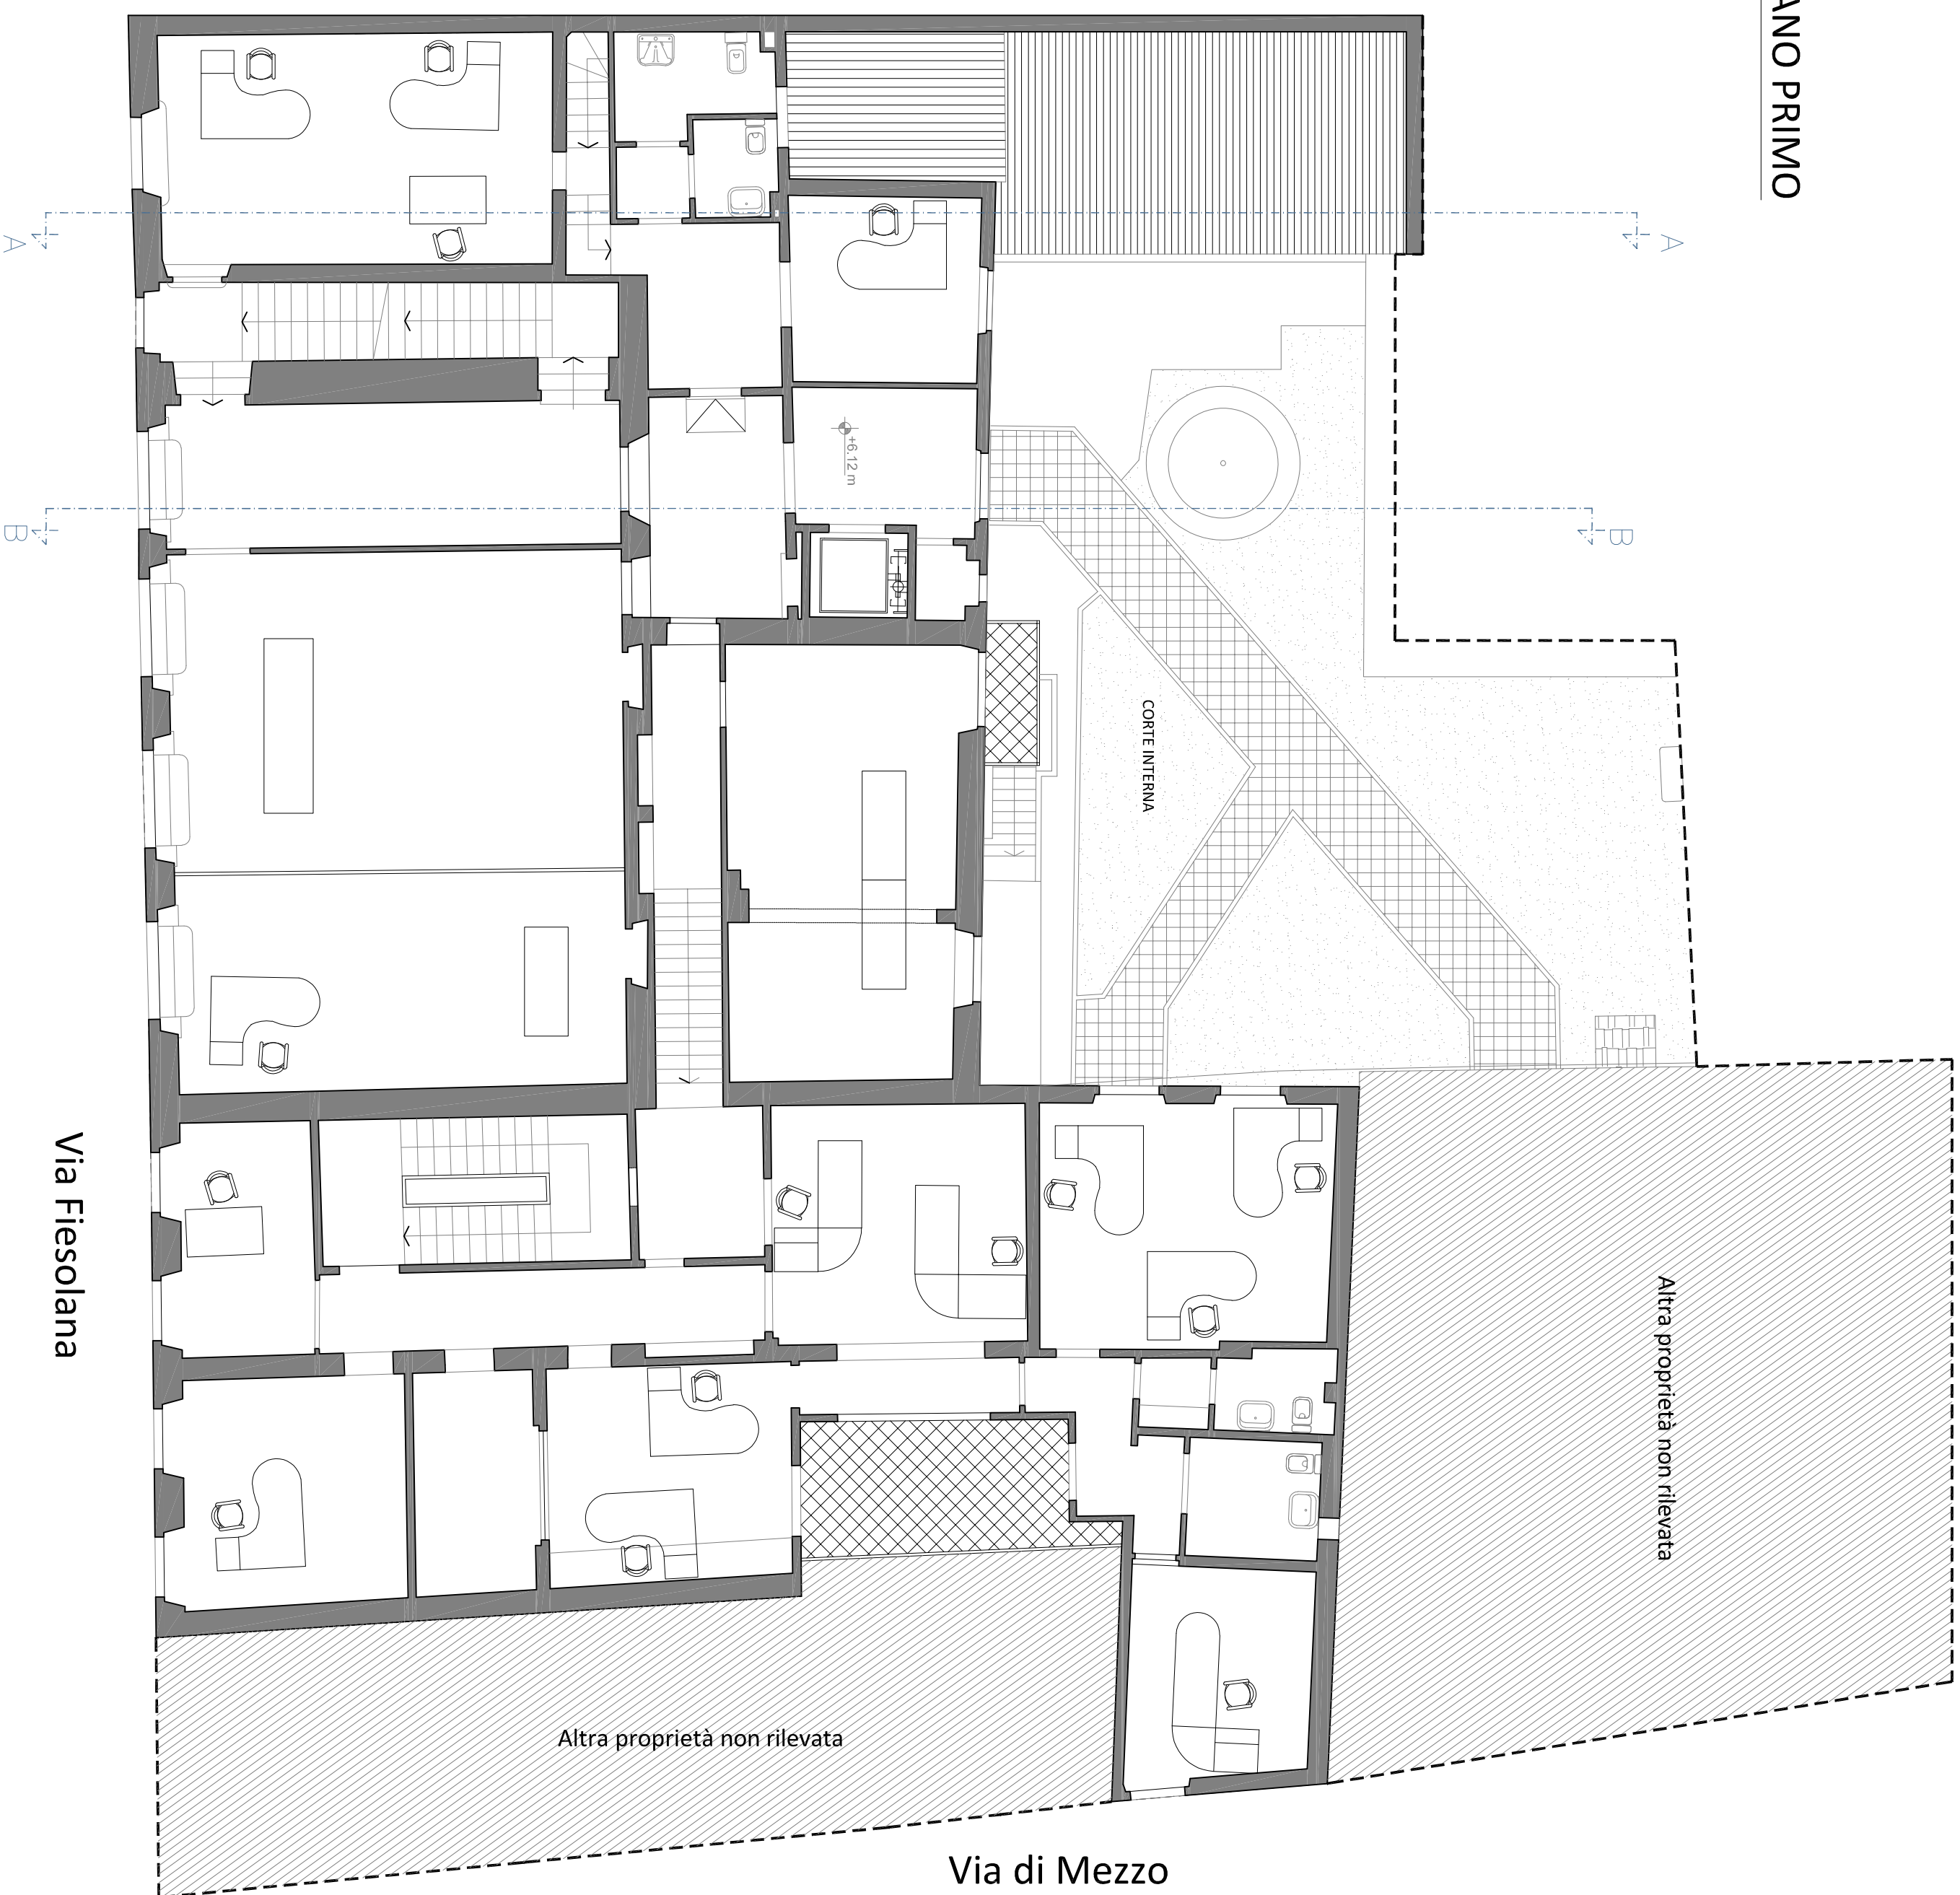 ANO PRIMO
A
A
+6.12 m
B
B
CORTE INTERNA
Via Fiesolana
Altra proprietà non rilevata
Altra proprietà non rilevata
Via di Mezzo